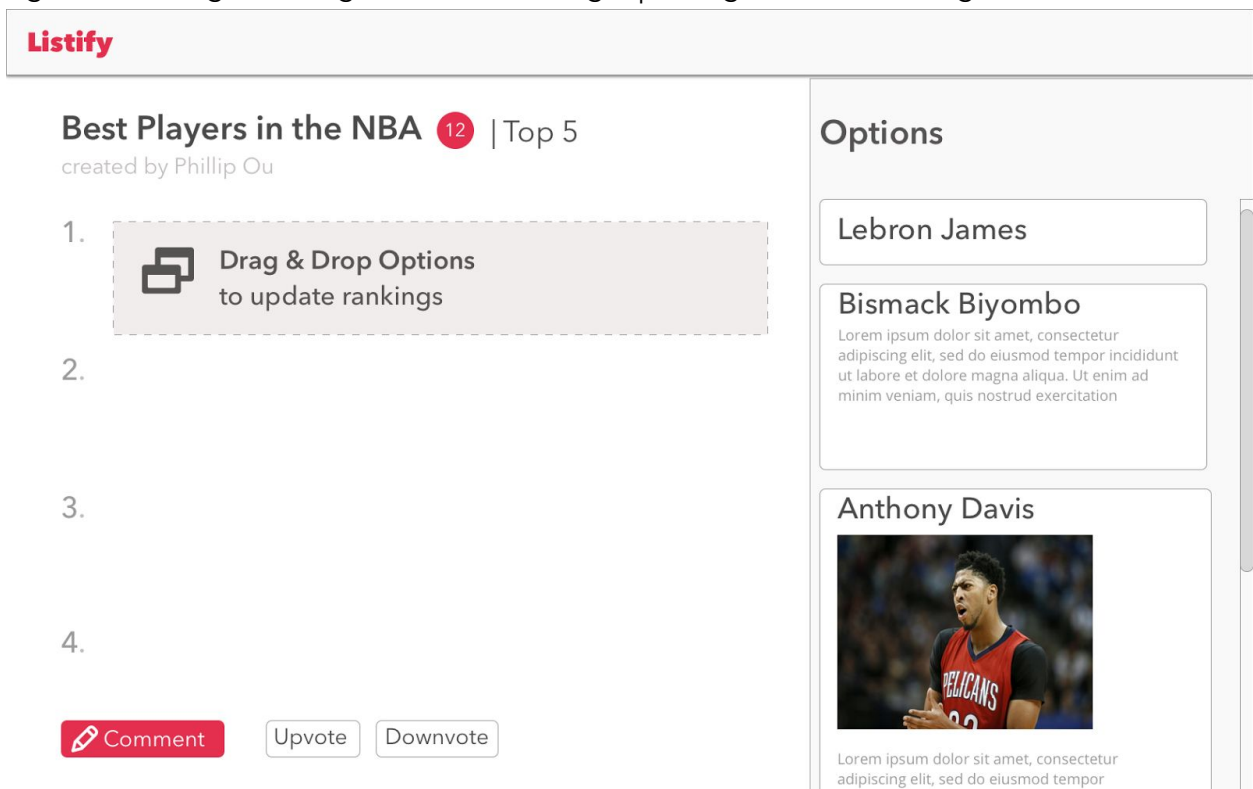 Listify
Best Players in the NBA 12 | Top 5
created by Phillip Ou
1.
Drag & Drop Options
to update rankings
2.
3.
4.
Comment
Upvote
Downvote
Options
Lebron James
Bismack Biyombo
Lorem ipsum dolor sit amet, consectetur
adipiscing elit, sed do eiusmod tempor incididunt
ut labore et dolore magna aliqua. Ut enim ad
minim veniam, quis nostrud exercitation
Anthony Davis
PELICANS
Lorem ipsum dolor sit amet, consectetur
adipiscing elit, sed do eiusmod tempor